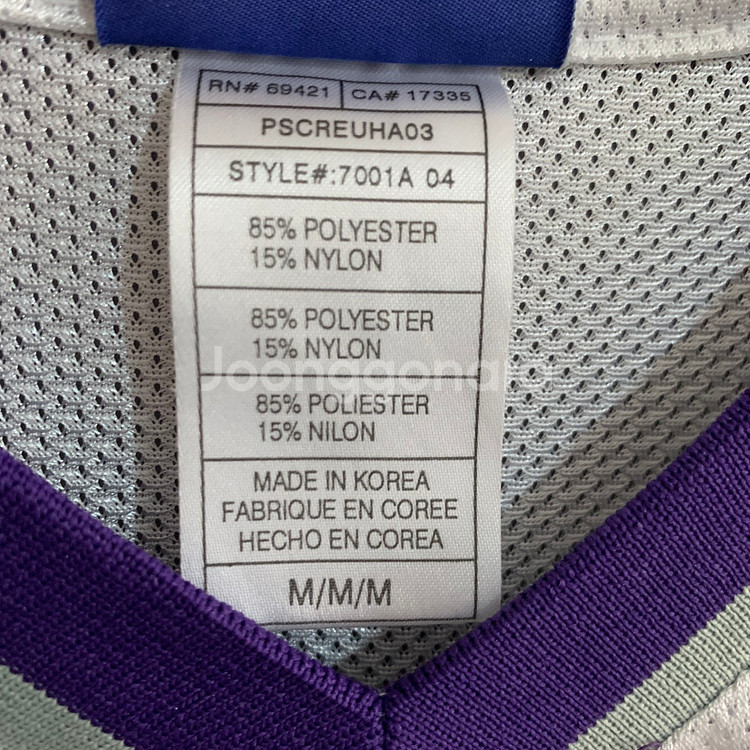 RN# 69421 CA# 17335
PSCREUHA03
STYLE#:7001A 04
85% POLYESTER
15% NYLON
85% POLYESTER
15% NYLON
Joonggonara
85% POLIESTER
15% NILON
MADE IN KOREA
FABRIQUE EN COREE
HECHO EN COREA
M/M/M